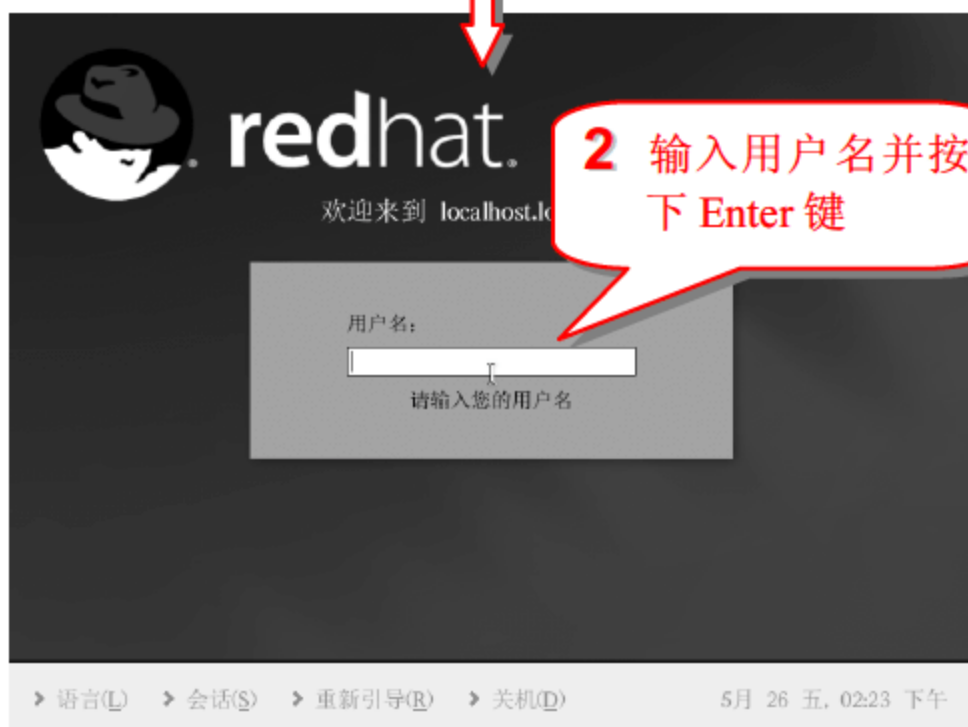 redhat.
2 输入用户名并按
下 Enter 键
欢迎来到 localhost.lo
用户名:
请输入您的用户名
语言(L) 会话(S) 重新引导(R) 关机(D) 5月 26 五, 02:23 下午